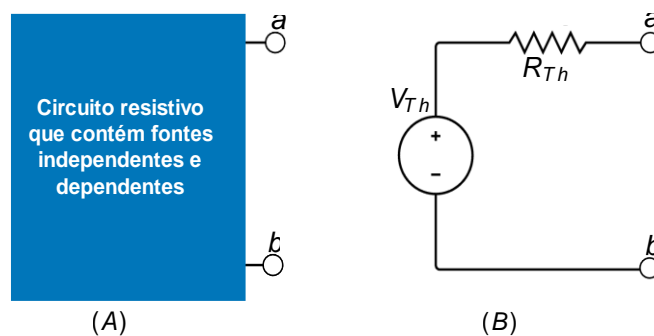 a
Circuito resistivo
que contém fontes
independentes e
dependentes
b
(A)
a
R_Th
V_Th
+
−
b
(B)